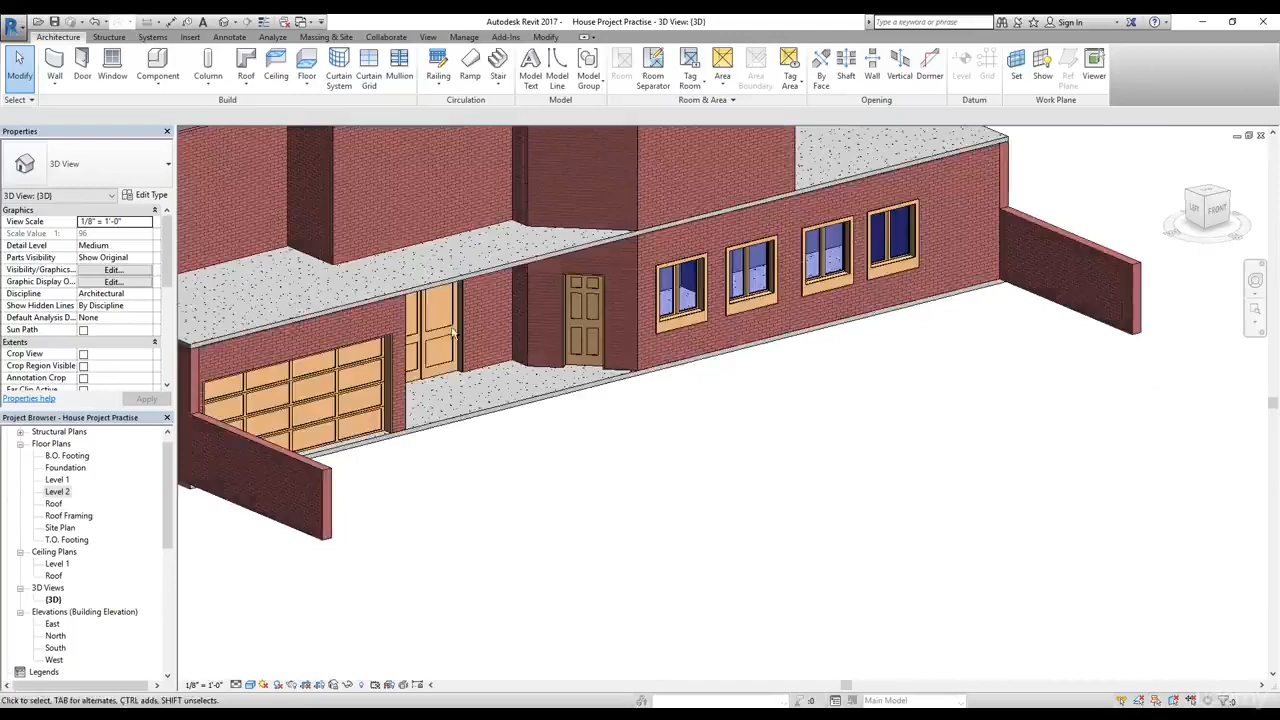 Autodesk Revit 2017 - House Project Practise - 3D View: {3D}
Type a keyword or phrase
Sign In
Architecture Structure Systems Insert Annotate Analyze Massing & Site Collaborate View Manage Add-Ins Modify
Modify Wall Door Window Component Column Roof Ceiling Floor Curtain System Curtain Grid Mullion Railing Ramp Stair Model Text Model Line Model Group Room Room Separator Tag Room Area Area Boundary Tag Area By Face Shaft Wall Vertical Dormer Level Grid Set Show Ref Plane Viewer
Select Build Circulation Model Room & Area Opening Datum Work Plane
Properties
3D View
3D View: {3D} Edit Type
Graphics
View Scale 1/8" = 1'-0"
Scale Value 1: 96
Detail Level Medium
Parts Visibility Show Original
Visibility/Graphics... Edit...
Graphic Display O... Edit...
Discipline Architectural
Show Hidden Lines By Discipline
Default Analysis D... None
Sun Path
Extents
Crop View
Crop Region Visible
Annotation Crop
Far Clip Active
Properties help Apply
Project Browser - House Project Practise
Structural Plans
Floor Plans
B.O. Footing
Foundation
Level 1
Level 2
Roof
Roof Framing
Site Plan
T.O. Footing
Ceiling Plans
Level 1
Roof
3D Views
{3D}
Elevations (Building Elevation)
East
North
South
West
Legends
LEFT FRONT
1/8" = 1'-0"
Click to select, TAB for alternates, CTRL adds, SHIFT unselects.
:0
Main Model
:0